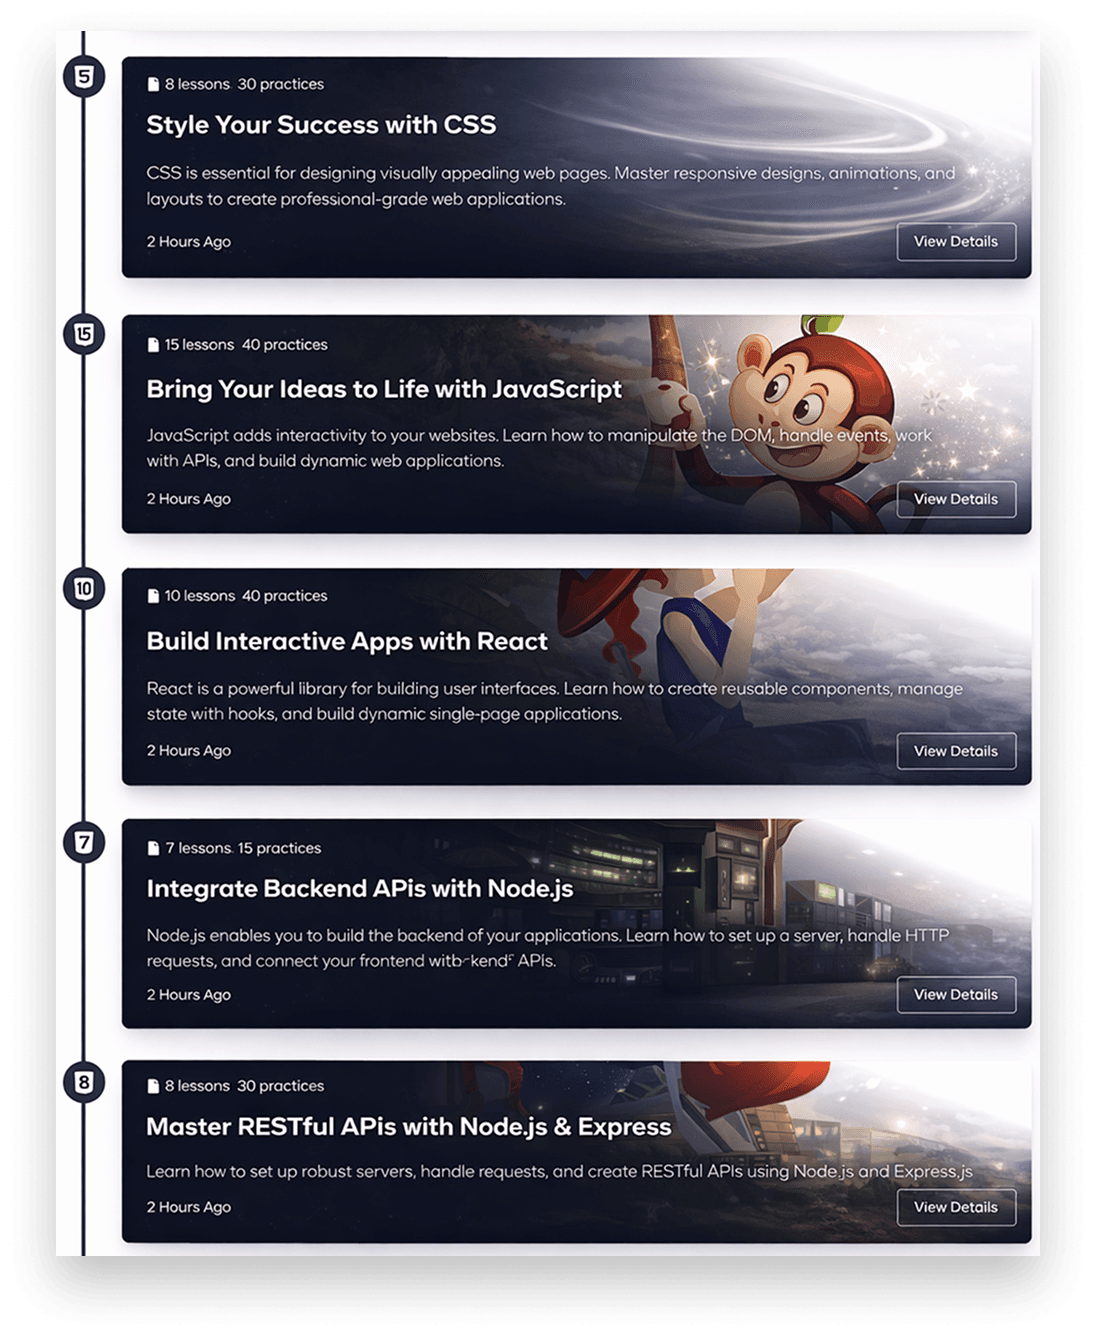 5
8 lessons 30 practices
Style Your Success with CSS
CSS is essential for designing visually appealing web pages. Master responsive designs, animations, and
layouts to create professional-grade web applications.
2 Hours Ago
View Details
15
15 lessons 40 practices
Bring Your Ideas to Life with JavaScript
JavaScript adds interactivity to your websites. Learn how to manipulate the DOM, handle events, work
with APIs, and build dynamic web applications.
2 Hours Ago
View Details
10
10 lessons 40 practices
Build Interactive Apps with React
React is a powerful library for building user interfaces. Learn how to create reusable components, manage
state with hooks, and build dynamic single-page applications.
2 Hours Ago
View Details
7
7 lessons. 15 practices
Integrate Backend APis with Node.js
Node.js enables you to build the backend of your applications. Learn how to set up a server, handle HTTP
requests, and connect your frontend APIs.
2 Hours Ago
View Details
8
8 lessons 30 practices
Master RESTful APis with Node.js & Express
Learn how to set up robust servers, handle requests, and create RESTful APIs using Node.js and Express.js
2 Hours Ago
View Details